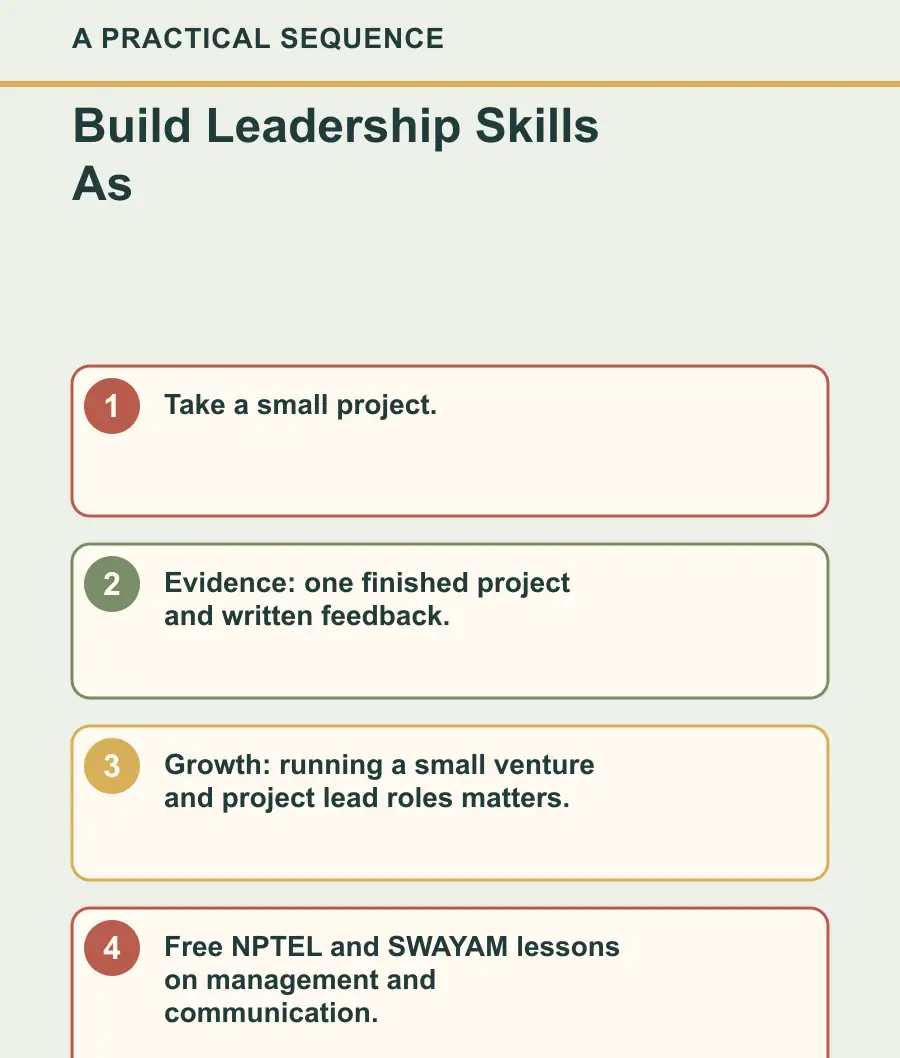 A PRACTICAL SEQUENCE
Build Leadership Skills
As
1
Take a small project.
2
Evidence: one finished project
and written feedback.
3
Growth: running a small venture
and project lead roles matters.
4
Free NPTEL and SWAYAM lessons
on management and
communication.